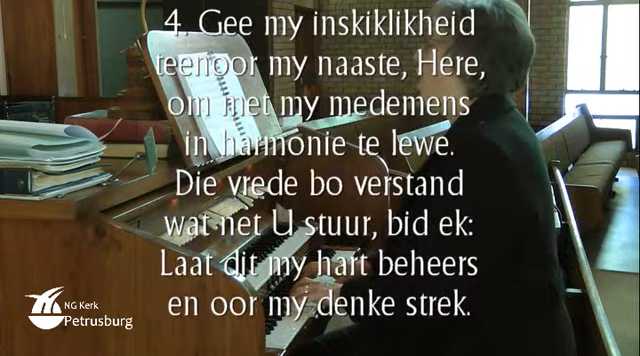 4. Gee my inskiklikheid
teenoor my naaste, Here,
om met my medemens
in harmonie te lewe.
Die vrede bo verstand
wat net U stuur, bid ek:
Laat dit my hart beheers
en oor my denke strek.
NG Kerk
Petrusburg